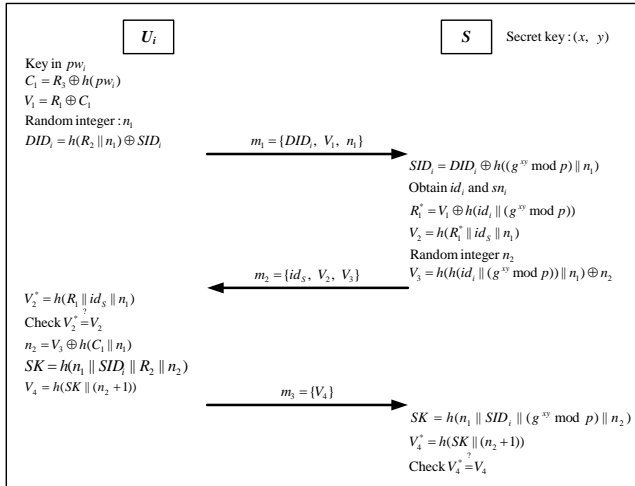 U_i
S Secret key : (x, y)
Key in pw_i
C_1 = R_3 ⊕ h(pw_i)
V_1 = R_1 ⊕ C_1
Random integer : n_1
DID_i = h(R_2 || n_1) ⊕ SID_i
m_1 = {DID_i, V_1, n_1}
SID_i = DID_i ⊕ h((g^{xy} mod p) || n_1)
Obtain id_i and sn_i
R_1^* = V_1 ⊕ h(id_i || (g^{xy} mod p))
V_2 = h(R_1^* || id_S || n_1)
Random integer n_2
V_3 = h(h(id_i || (g^{xy} mod p)) || n_1) ⊕ n_2
m_2 = {id_S, V_2, V_3}
V_2^* = h(R_1 || id_S || n_1)
Check V_2^* =^? V_2
n_2 = V_3 ⊕ h(C_1 || n_1)
SK = h(n_1 || SID_i || R_2 || n_2)
V_4 = h(SK || (n_2 + 1))
m_3 = {V_4}
SK = h(n_1 || SID_i || (g^{xy} mod p) || n_2)
V_4^* = h(SK || (n_2 + 1))
Check V_4^* =^? V_4